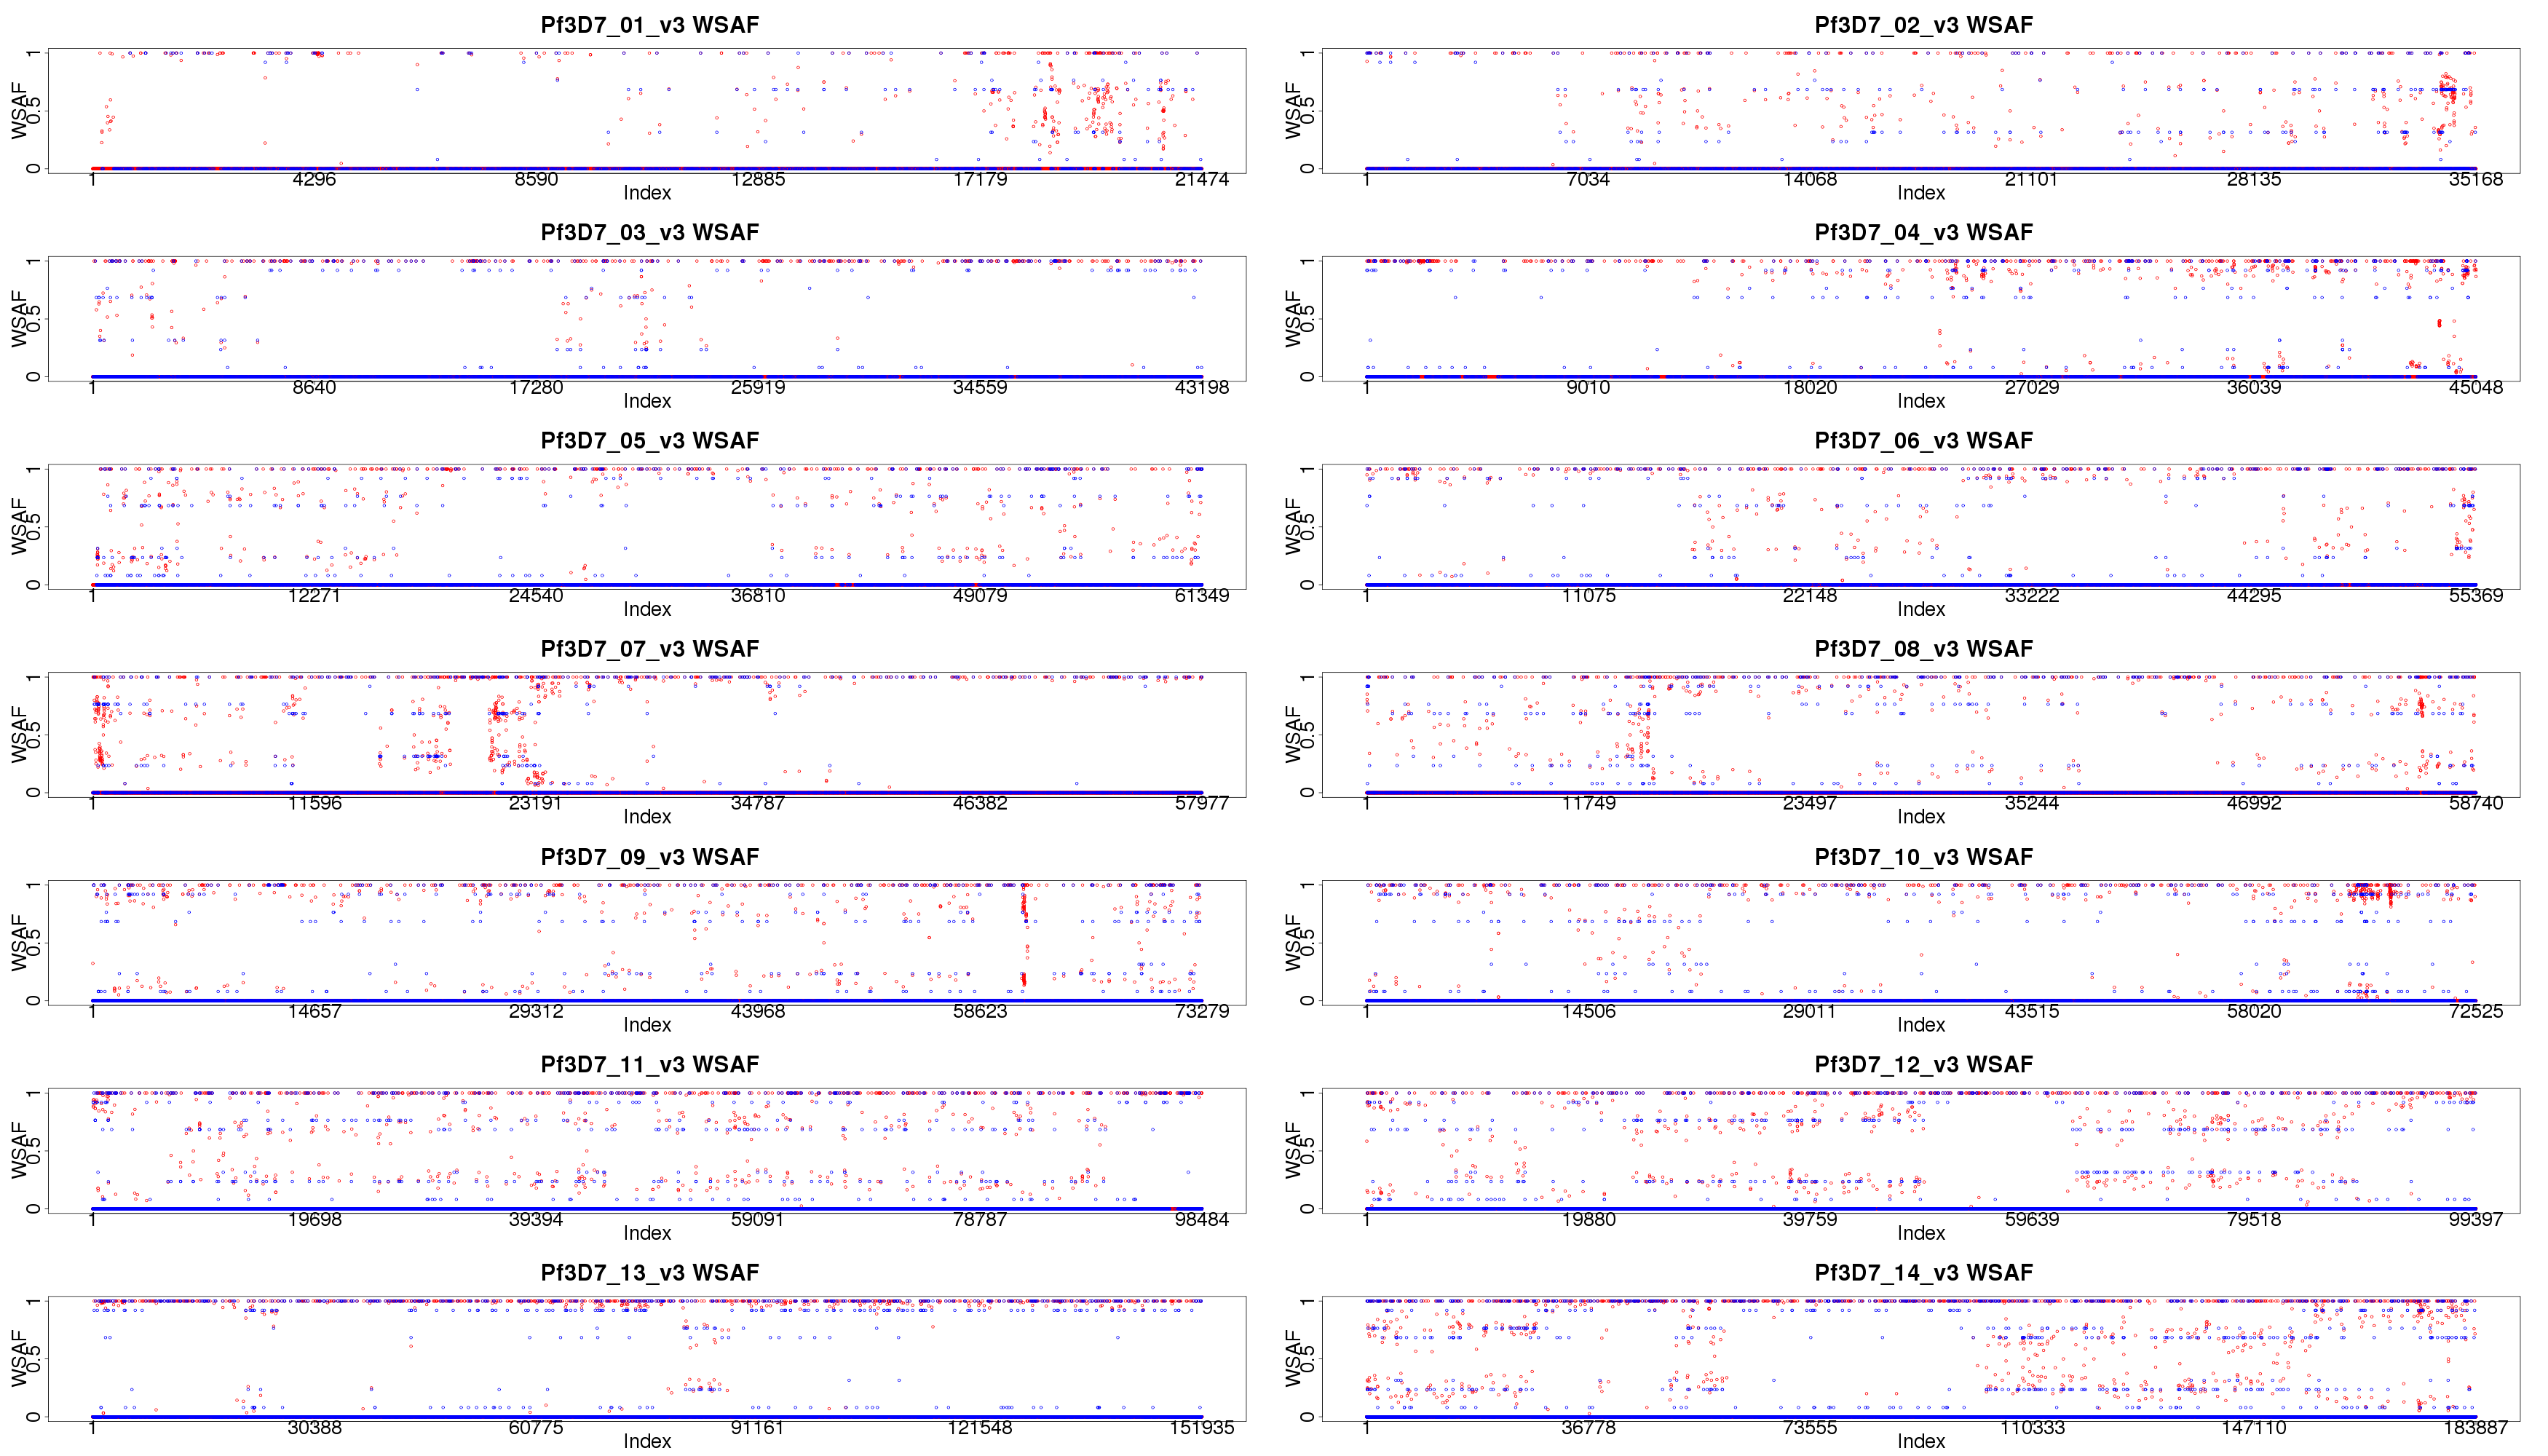 Pf3D7_01_v3 WSAF
WSAF
1
0.5
0
1 4296 8590 12885 17179 21474
Index
Pf3D7_02_v3 WSAF
WSAF
1
0.5
0
1 7034 14068 21101 28135 35168
Index
Pf3D7_03_v3 WSAF
WSAF
1
0.5
0
1 8640 17280 25919 34559 43198
Index
Pf3D7_04_v3 WSAF
WSAF
1
0.5
0
1 9010 18020 27029 36039 45048
Index
Pf3D7_05_v3 WSAF
WSAF
1
0.5
0
1 12271 24540 36810 49079 61349
Index
Pf3D7_06_v3 WSAF
WSAF
1
0.5
0
1 11075 22148 33222 44295 55369
Index
Pf3D7_07_v3 WSAF
WSAF
1
0.5
0
1 11596 23191 34787 46382 57977
Index
Pf3D7_08_v3 WSAF
WSAF
1
0.5
0
1 11749 23497 35244 46992 58740
Index
Pf3D7_09_v3 WSAF
WSAF
1
0.5
0
1 14657 29312 43968 58623 73279
Index
Pf3D7_10_v3 WSAF
WSAF
1
0.5
0
1 14506 29011 43515 58020 72525
Index
Pf3D7_11_v3 WSAF
WSAF
1
0.5
0
1 19698 39394 59091 78787 98484
Index
Pf3D7_12_v3 WSAF
WSAF
1
0.5
0
1 19880 39759 59639 79518 99397
Index
Pf3D7_13_v3 WSAF
WSAF
1
0.5
0
1 30388 60775 91161 121548 151935
Index
Pf3D7_14_v3 WSAF
WSAF
1
0.5
0
1 36778 73555 110333 147110 183887
Index